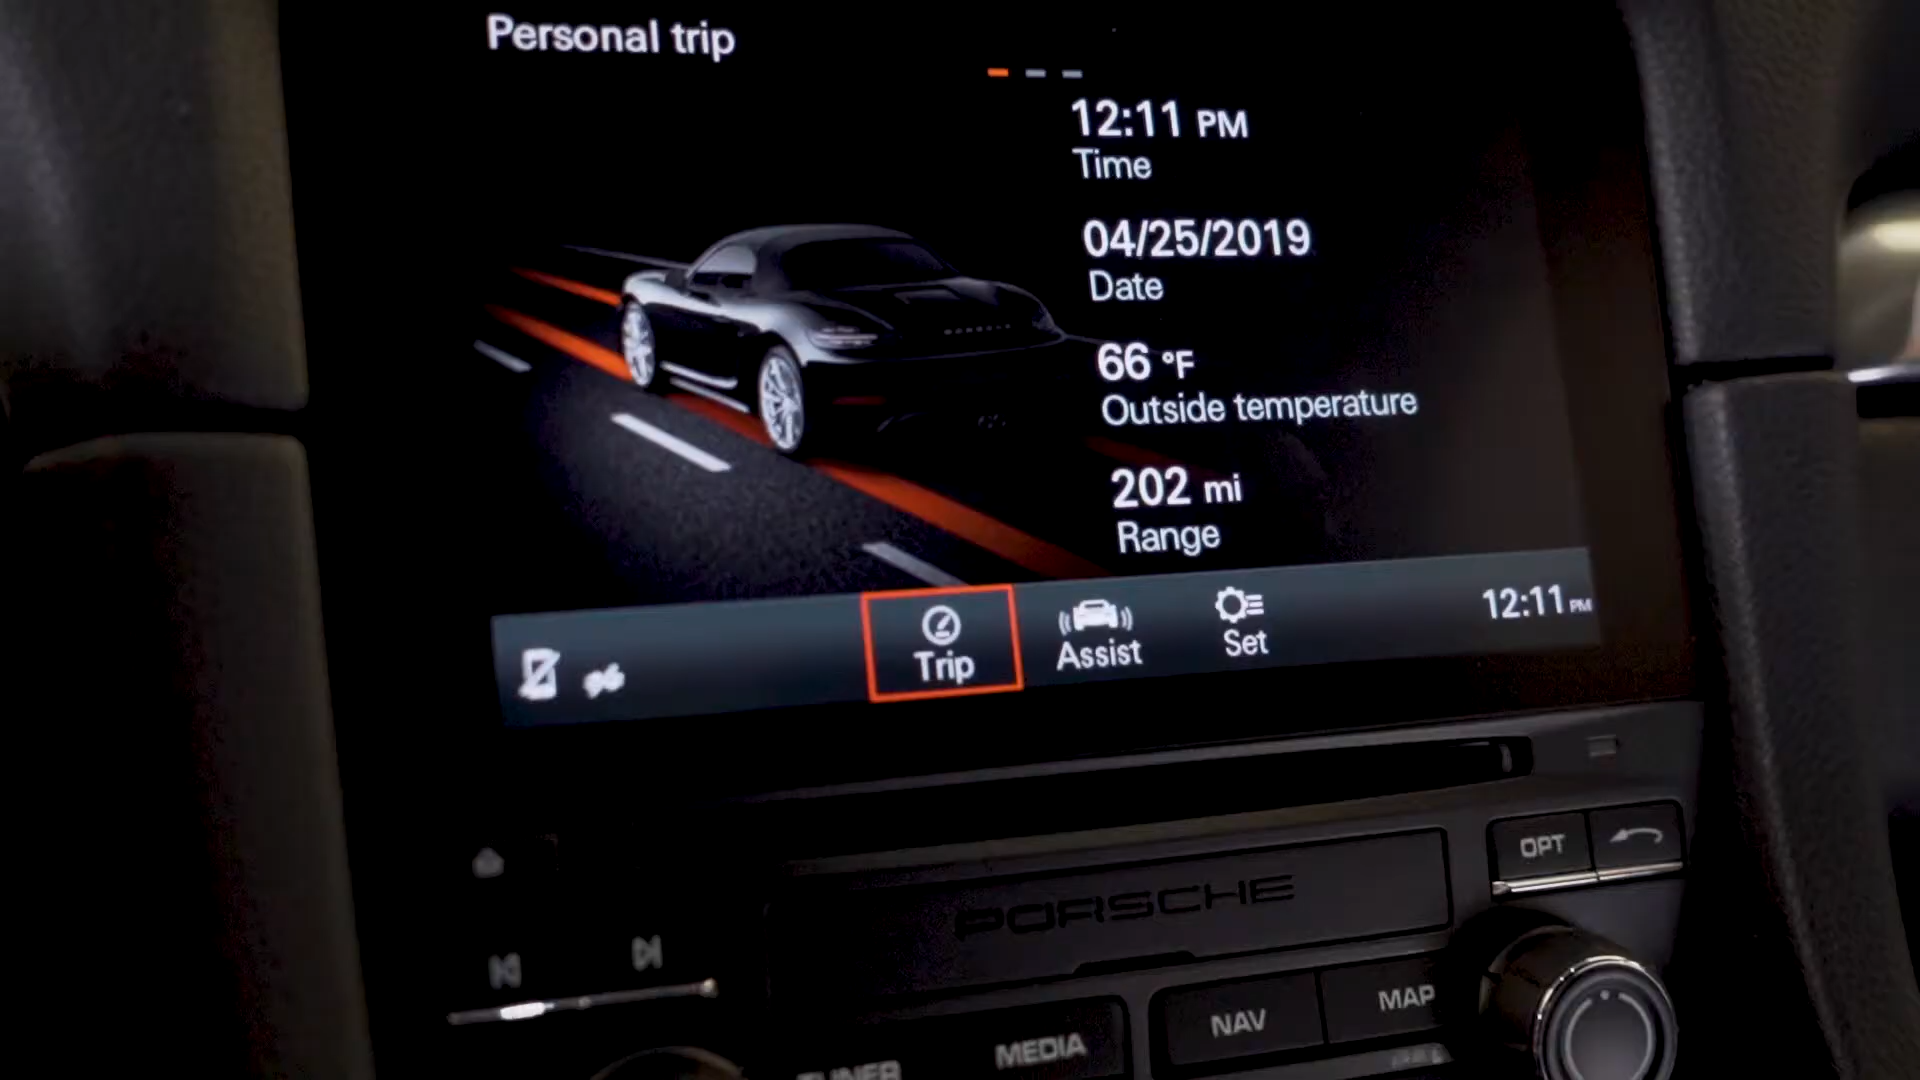 Personal trip
12:11 PM
Time
04/25/2019
Date
66 °F
Outside temperature
202 mi
Range
Trip
Assist
Set
12:11 PM
OPT
PORSCHE
NAV
MAP
MEDIA
TUNER